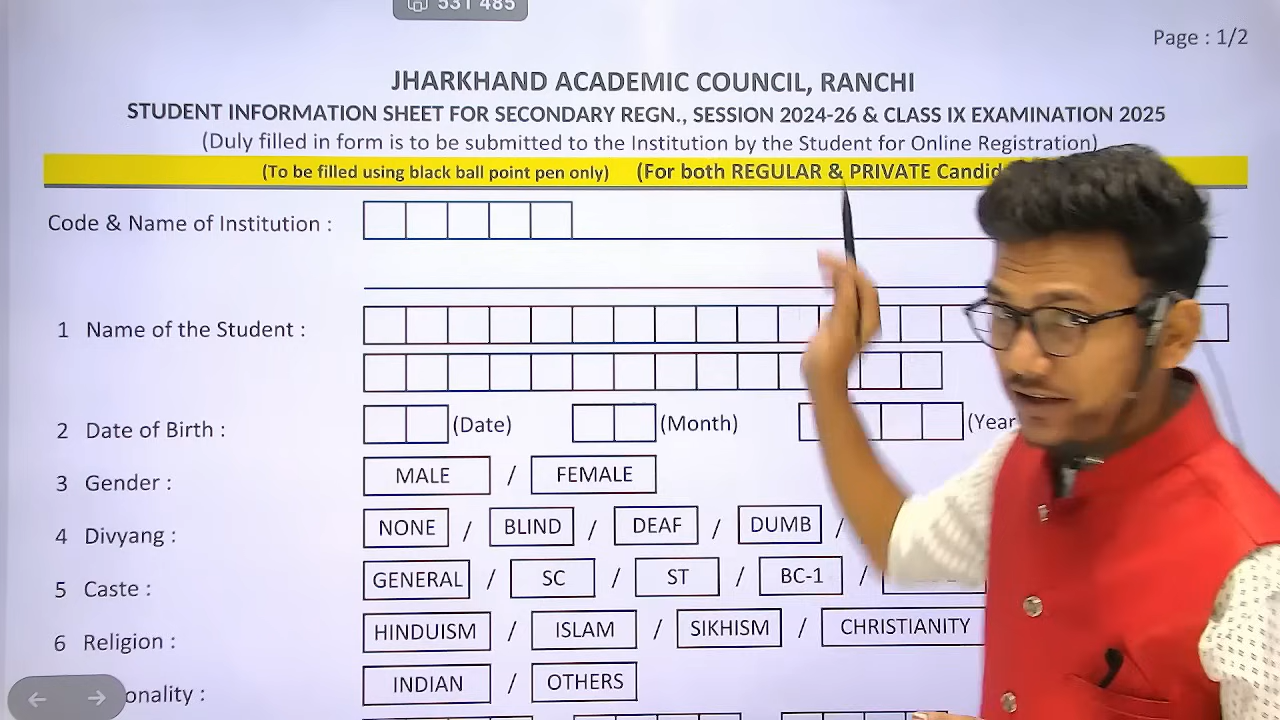 531 485
Page : 1/2
JHARKHAND ACADEMIC COUNCIL, RANCHI
STUDENT INFORMATION SHEET FOR SECONDARY REGN., SESSION 2024-26 & CLASS IX EXAMINATION 2025
(Duly filled in form is to be submitted to the Institution by the Student for Online Registration)
(To be filled using black ball point pen only) (For both REGULAR & PRIVATE
Code & Name of Institution :
1 Name of the Student :
2 Date of Birth : (Date) (Month) (Year
3 Gender : MALE / FEMALE
4 Divyang : NONE / BLIND / DEAF / DUMB /
5 Caste : GENERAL / SC / ST / BC-1 /
6 Religion : HINDUISM / ISLAM / SIKHISM / CHRISTIANITY
: INDIAN / OTHERS